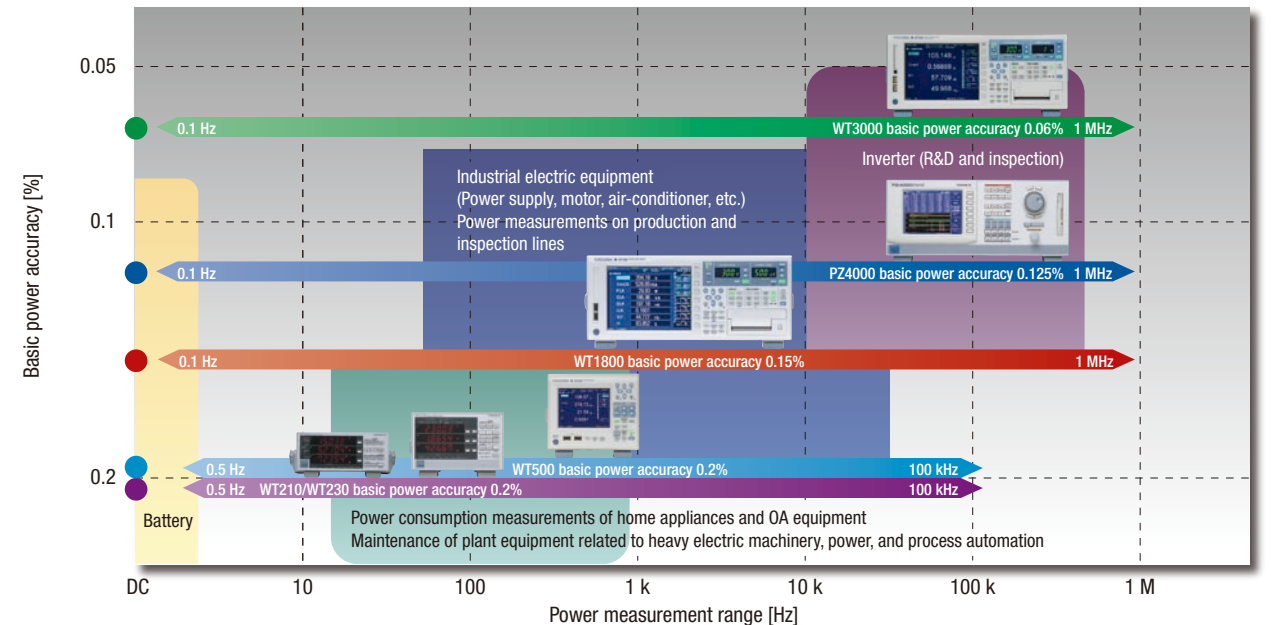 0.05
0.1 Hz
WT3000 basic power accuracy 0.06% 1 MHz
Inverter (R&D and inspection)
Industrial electric equipment
(Power supply, motor, air-conditioner, etc.)
Power measurements on production and
inspection lines
0.1
Basic power accuracy [%]
0.1 Hz
PZ4000 basic power accuracy 0.125% 1 MHz
0.1 Hz
WT1800 basic power accuracy 0.15%
1 MHz
0.5 Hz
WT500 basic power accuracy 0.2%
100 kHz
0.2
0.5 Hz WT210/WT230 basic power accuracy 0.2%
100 kHz
Battery
Power consumption measurements of home appliances and OA equipment
Maintenance of plant equipment related to heavy electric machinery, power, and process automation
DC 10 100 1 k 10 k 100 k 1 M
Power measurement range [Hz]